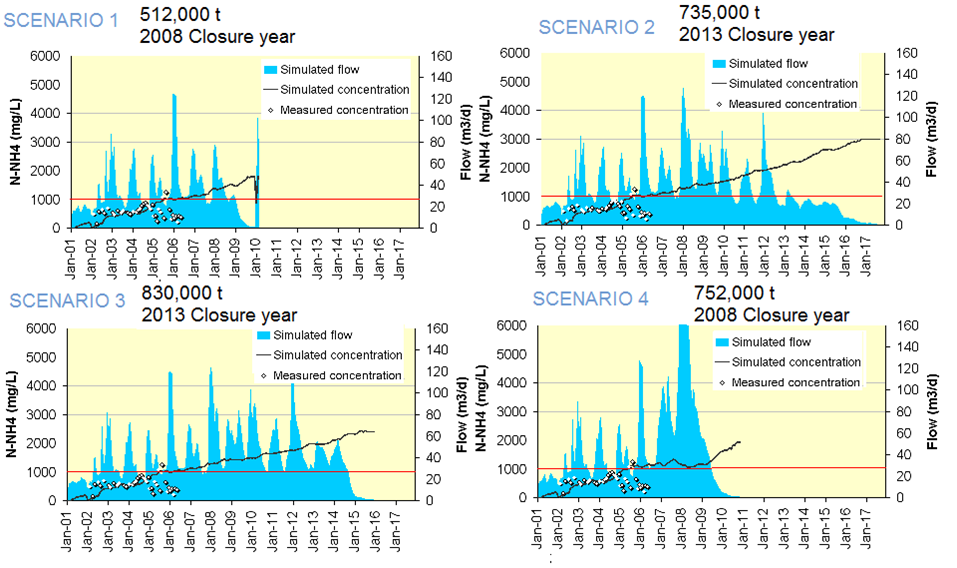 SCENARIO 1
512,000 t
2008 Closure year
N-NH4 (mg/L)
6000
5000
4000
3000
2000
1000
0
Simulated flow
Simulated concentration
Measured concentration
160
140
120
100
80
60
40
20
0
Flow (m3/d)
Jan-01
Jan-02
Jan-03
Jan-04
Jan-05
Jan-06
Jan-07
Jan-08
Jan-09
Jan-10
Jan-11
Jan-12
Jan-13
Jan-14
Jan-15
Jan-16
Jan-17
SCENARIO 2
735,000 t
2013 Closure year
N-NH4 (mg/L)
6000
5000
4000
3000
2000
1000
0
Simulated flow
Simulated concentration
Measured concentration
160
140
120
100
80
60
40
20
0
Flow (m3/d)
Jan-01
Jan-02
Jan-03
Jan-04
Jan-05
Jan-06
Jan-07
Jan-08
Jan-09
Jan-10
Jan-11
Jan-12
Jan-13
Jan-14
Jan-15
Jan-16
Jan-17
SCENARIO 3
830,000 t
2013 Closure year
N-NH4 (mg/L)
6000
5000
4000
3000
2000
1000
0
Simulated flow
Simulated concentration
Measured concentration
160
140
120
100
80
60
40
20
0
Flow (m3/d)
Jan-01
Jan-02
Jan-03
Jan-04
Jan-05
Jan-06
Jan-07
Jan-08
Jan-09
Jan-10
Jan-11
Jan-12
Jan-13
Jan-14
Jan-15
Jan-16
Jan-17
SCENARIO 4
752,000 t
2008 Closure year
N-NH4 (mg/L)
6000
5000
4000
3000
2000
1000
0
Simulated flow
Simulated concentration
Measured concentration
160
140
120
100
80
60
40
20
0
Flow (m3/d)
Jan-01
Jan-02
Jan-03
Jan-04
Jan-05
Jan-06
Jan-07
Jan-08
Jan-09
Jan-10
Jan-11
Jan-12
Jan-13
Jan-14
Jan-15
Jan-16
Jan-17
;